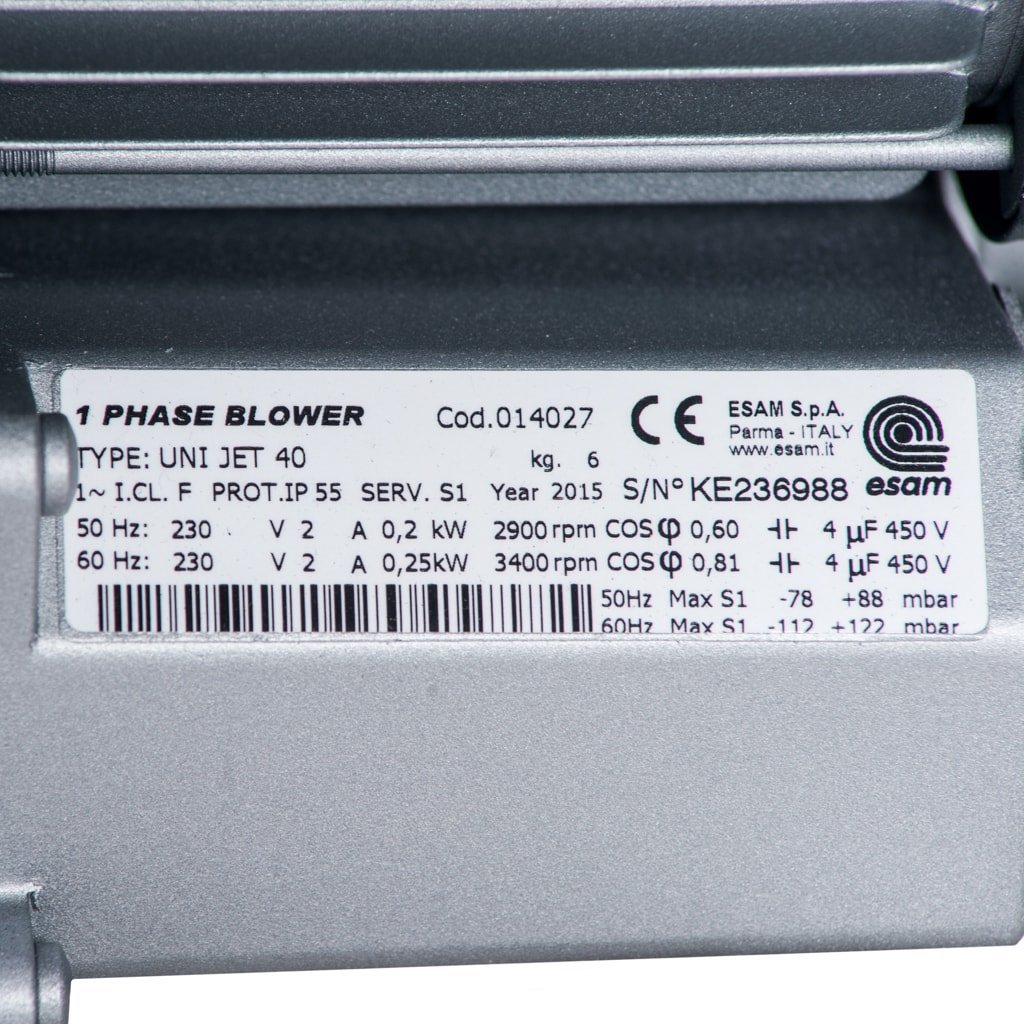 1 PHASE BLOWER Cod.014027 CE ESAM S.p.A.
Parma - ITALY
www.esam.it
esam
TYPE: UNI JET 40 kg. 6
1~ I.CL. F PROT.IP 55 SERV. S1 Year 2015 S/N° KE236988
50 Hz: 230 V 2 A 0,2 kW 2900 rpm COSφ 0,60 ⊣⊢ 4 µF 450 V
60 Hz: 230 V 2 A 0,25kW 3400 rpm COSφ 0,81 ⊣⊢ 4 µF 450 V
50Hz Max S1 -78 +88 mbar
60Hz Max S1 -112 +122 mbar